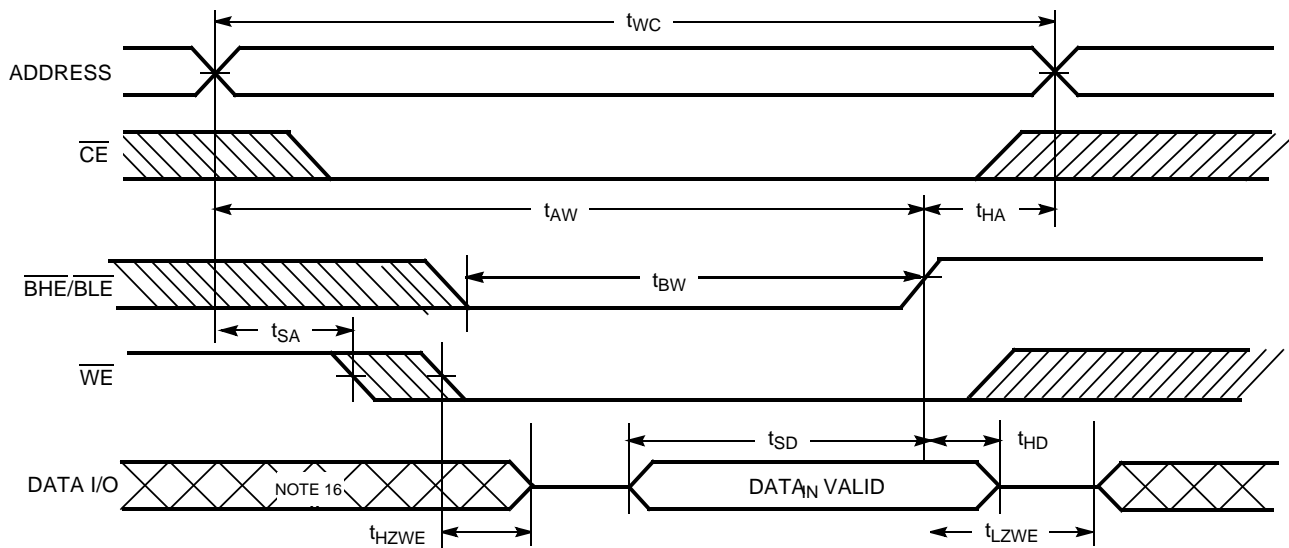 tWC
ADDRESS
CE
tAW
tHA
BHE/BLE
tBW
tSA
WE
tSD
tHD
DATA I/O
NOTE 16
DATAIN VALID
tHZWE
tLZWE